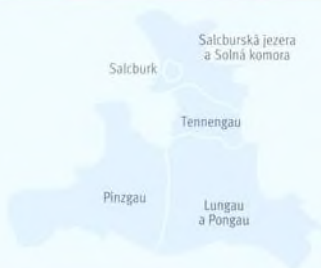 Salcburská jezera
a Solná komora
Salcburk
Tennengau
Pinzgau
Lungau
a Pongau